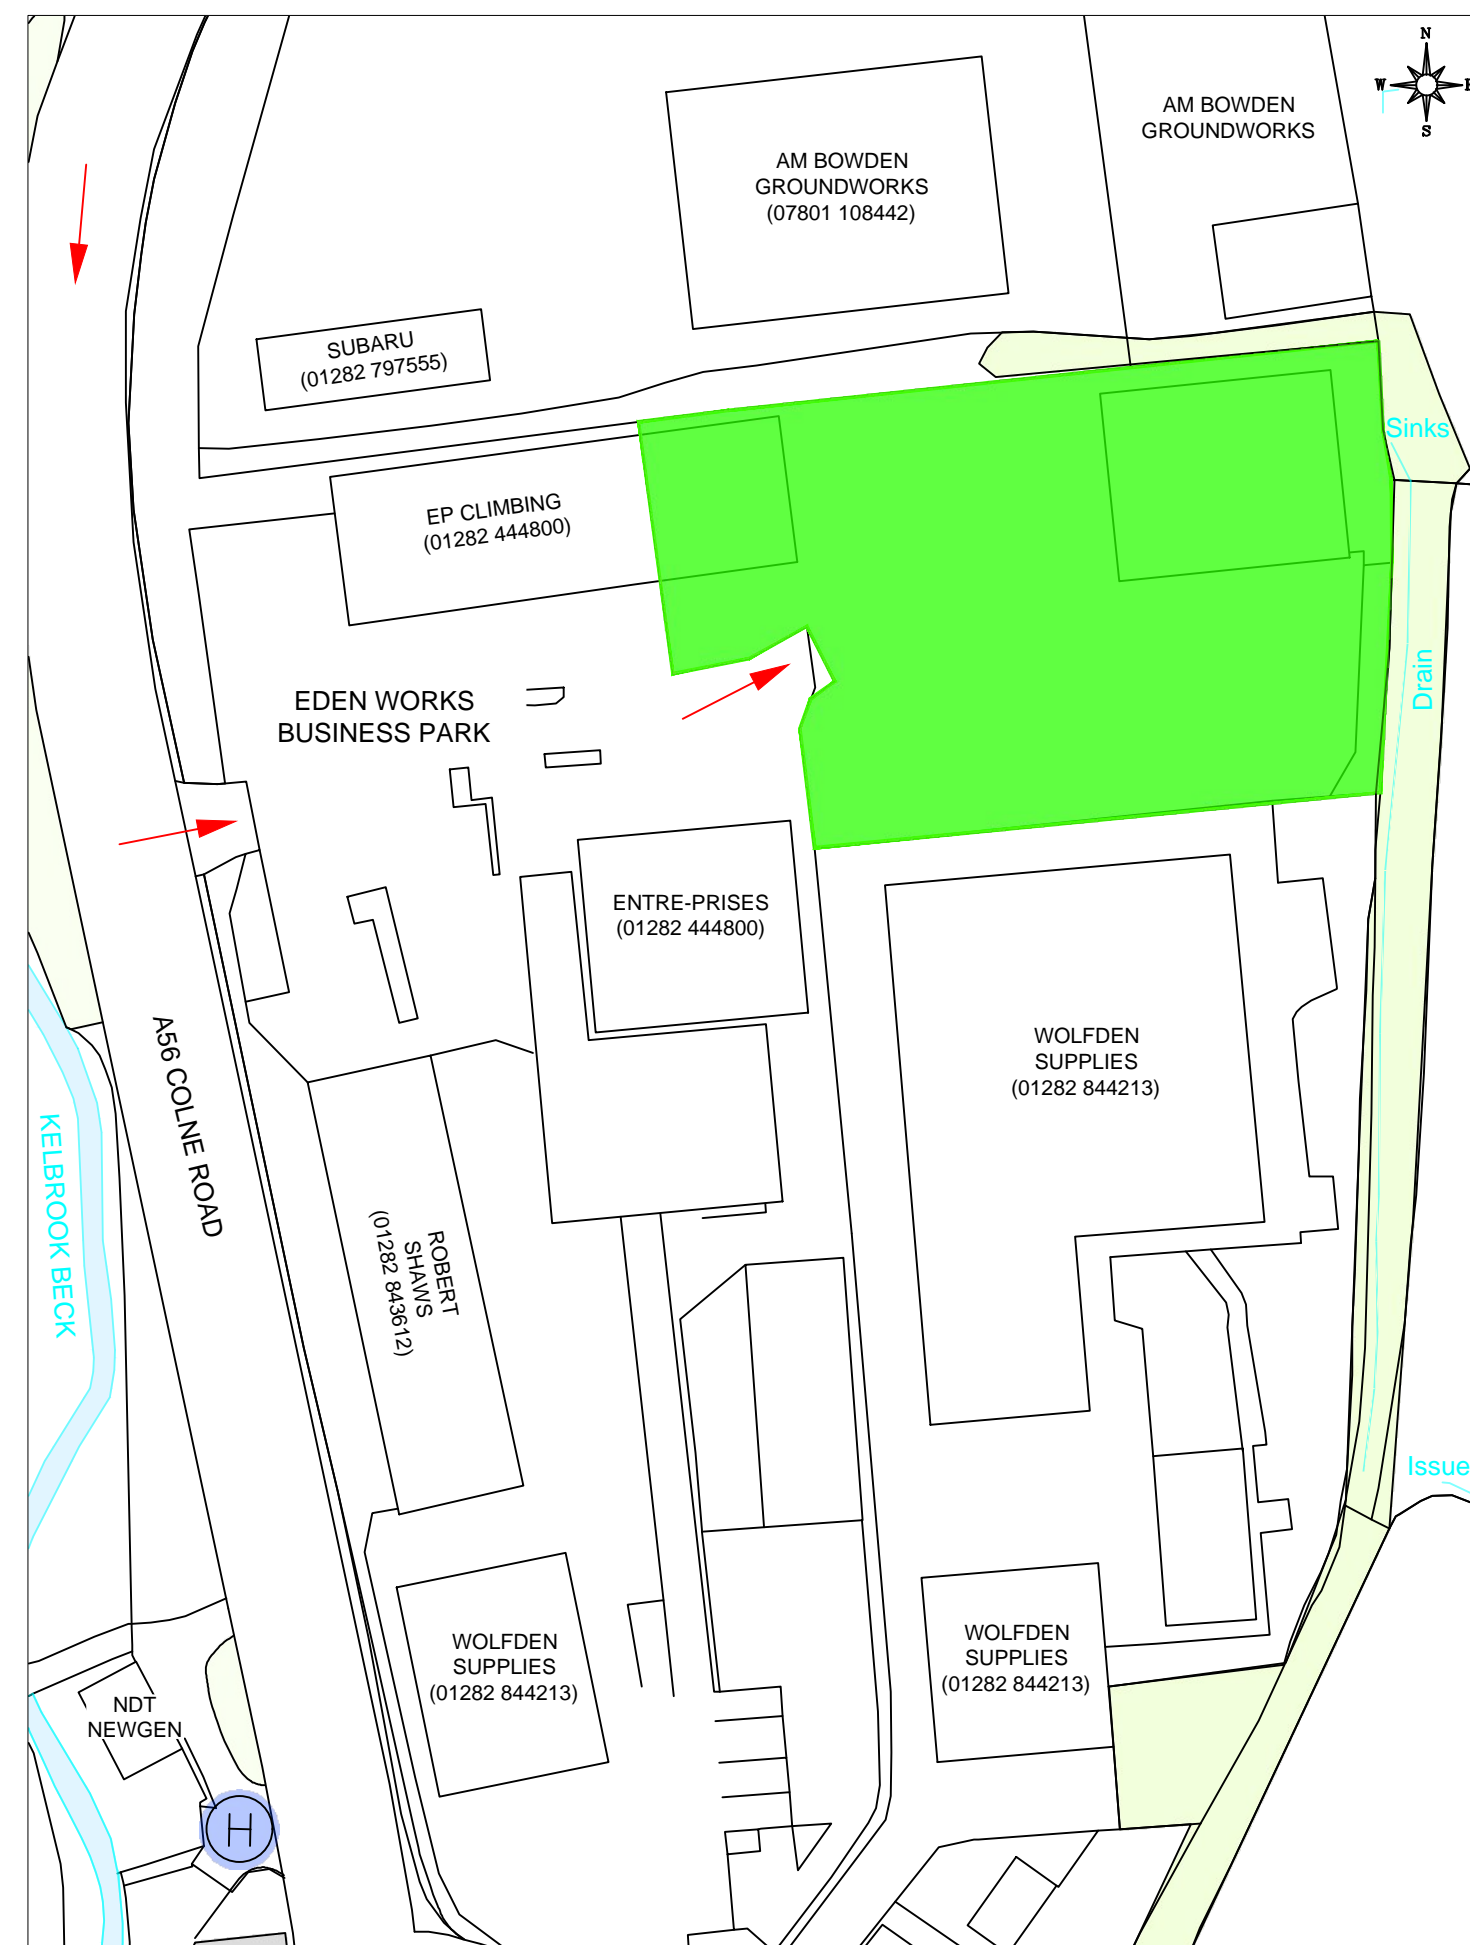 N
W
E
S
AM BOWDEN
GROUNDWORKS
AM BOWDEN
GROUNDWORKS
(07801 108442)
SUBARU
(01282 797555)
Sinks
EP CLIMBING
(01282 444800)
Drain
EDEN WORKS
BUSINESS PARK
ENTRE-PRISES
(01282 444800)
WOLFDEN
SUPPLIES
(01282 844213)
A56 COLNE ROAD
KELBROOK BECK
ROBERT
SHAWS
(01282 843612)
Issue
WOLFDEN
SUPPLIES
(01282 844213)
WOLFDEN
SUPPLIES
(01282 844213)
NDT
NEWGEN
H